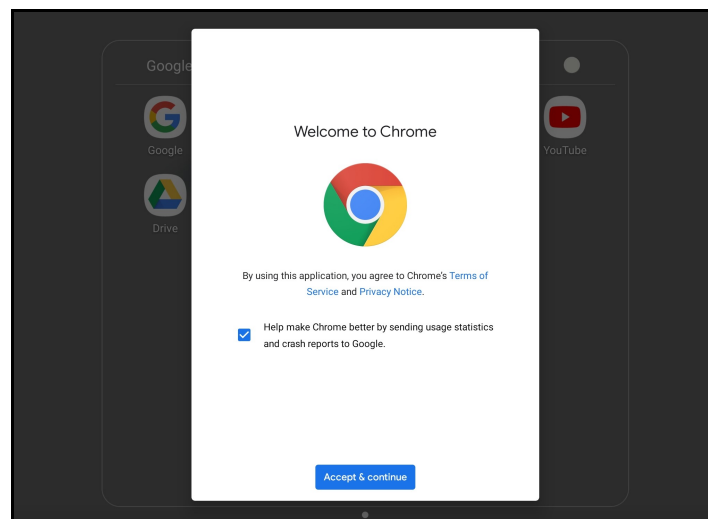 Google
Welcome to Chrome
Google
YouTube
Drive
By using this application, you agree to Chrome's Terms of
Service and Privacy Notice.
Help make Chrome better by sending usage statistics
and crash reports to Google.
Accept & continue